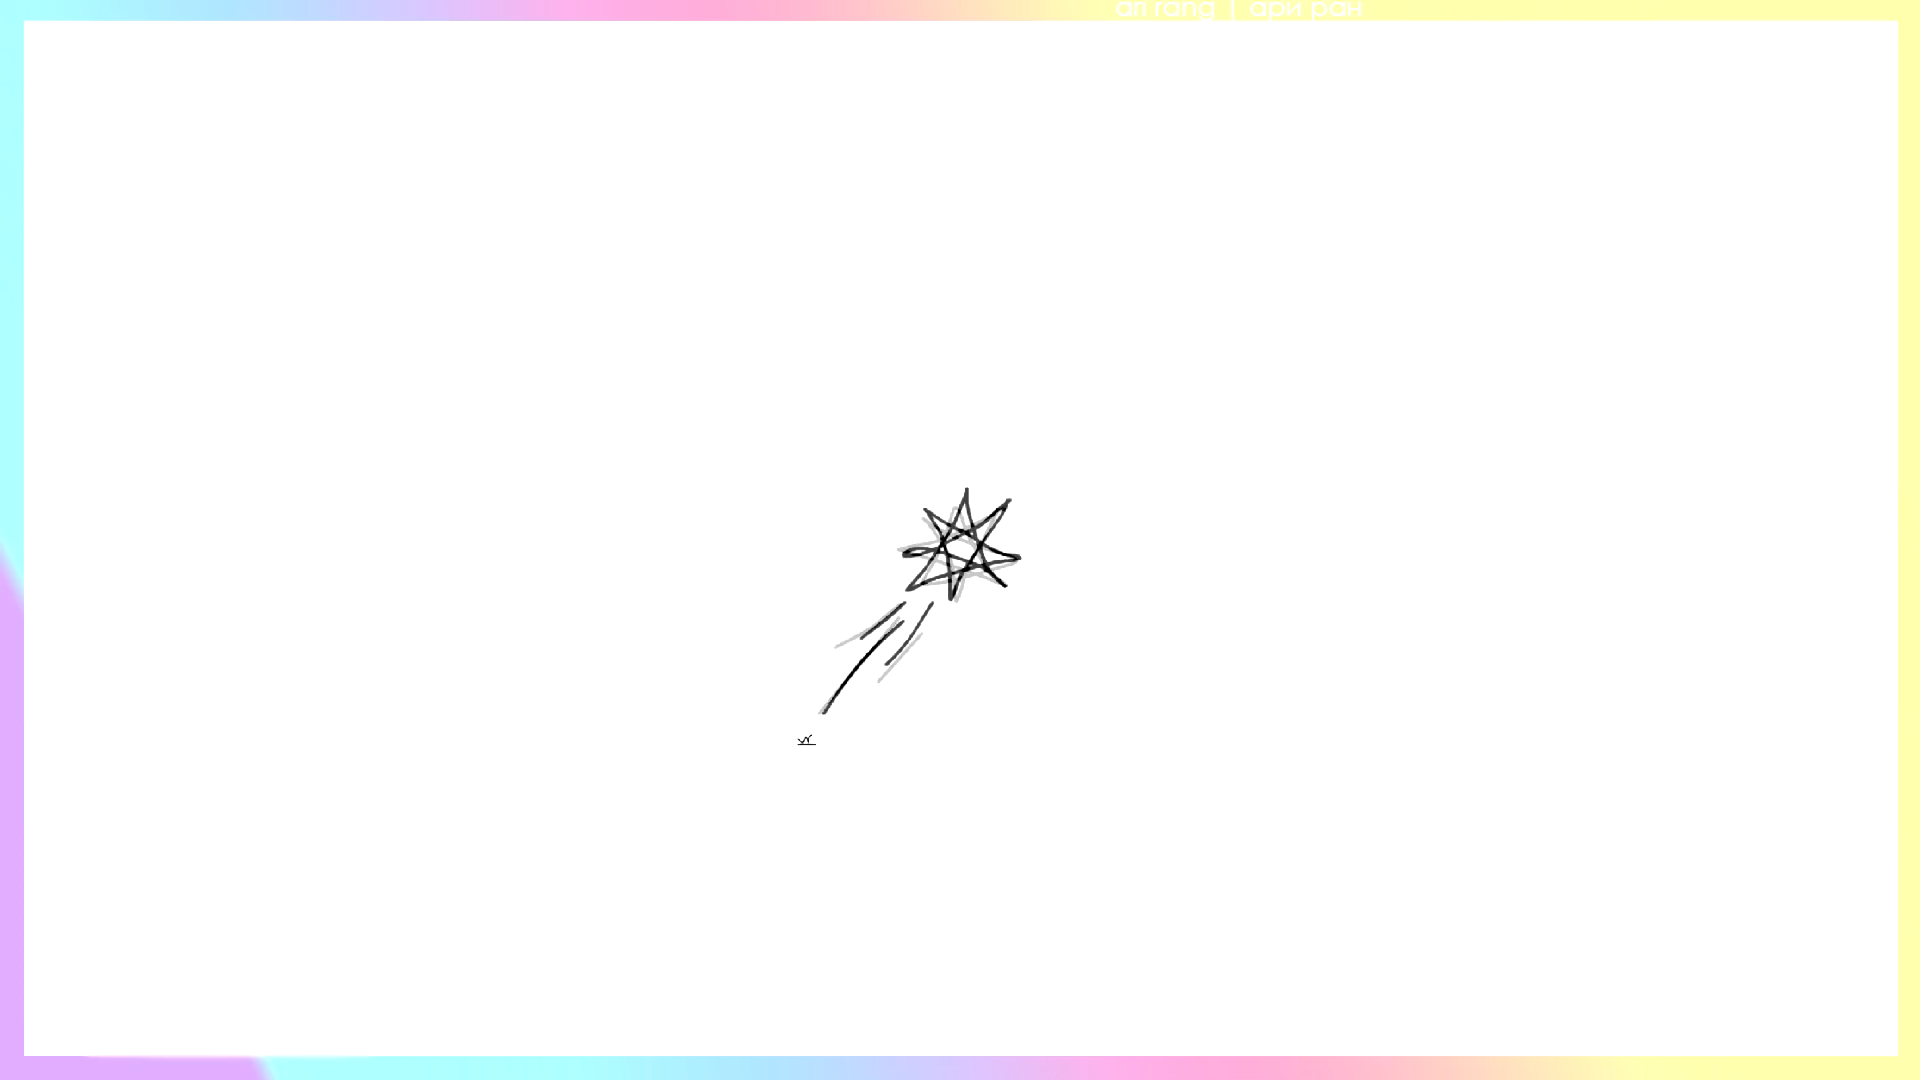 ari rang | ари ран